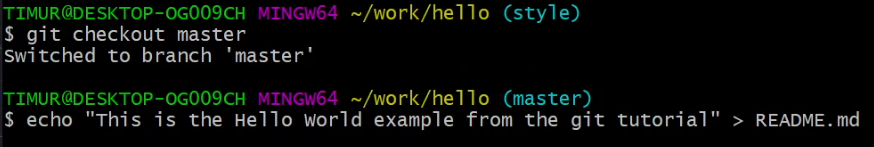 TIMUR@DESKTOP-OG009CH MINGW64 ~/work/hello (style)
$ git checkout master
Switched to branch 'master'
TIMUR@DESKTOP-OG009CH MINGW64 ~/work/hello (master)
$ echo "This is the Hello World example from the git tutorial" > README.md